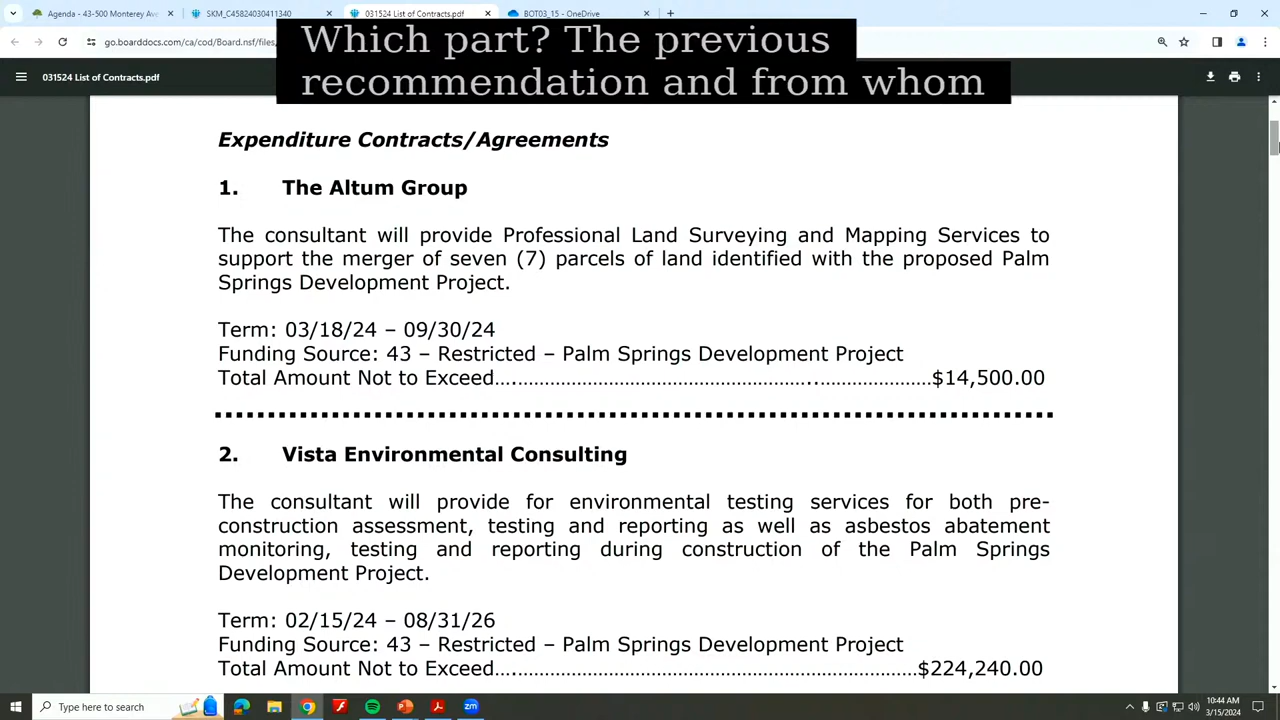 Agenda - 43-500 Monterey Ave
SKM_C45824030411340
031524 List of Contracts.pdf
BOT03_15 - OneDrive
go.boarddocs.com/ca/cod/Board.nsf/files,
Which part? The previous
recommendation and from whom
031524 List of Contracts.pdf
Expenditure Contracts/Agreements
1. The Altum Group
The consultant will provide Professional Land Surveying and Mapping Services to
support the merger of seven (7) parcels of land identified with the proposed Palm
Springs Development Project.
Term: 03/18/24 – 09/30/24
Funding Source: 43 – Restricted – Palm Springs Development Project
Total Amount Not to Exceed.........................................................................$14,500.00
2. Vista Environmental Consulting
The consultant will provide for environmental testing services for both pre-
construction assessment, testing and reporting as well as asbestos abatement
monitoring, testing and reporting during construction of the Palm Springs
Development Project.
Term: 02/15/24 – 08/31/26
Funding Source: 43 – Restricted – Palm Springs Development Project
Total Amount Not to Exceed.......................................................................$224,240.00
Type here to search
10:44 AM
3/15/2024